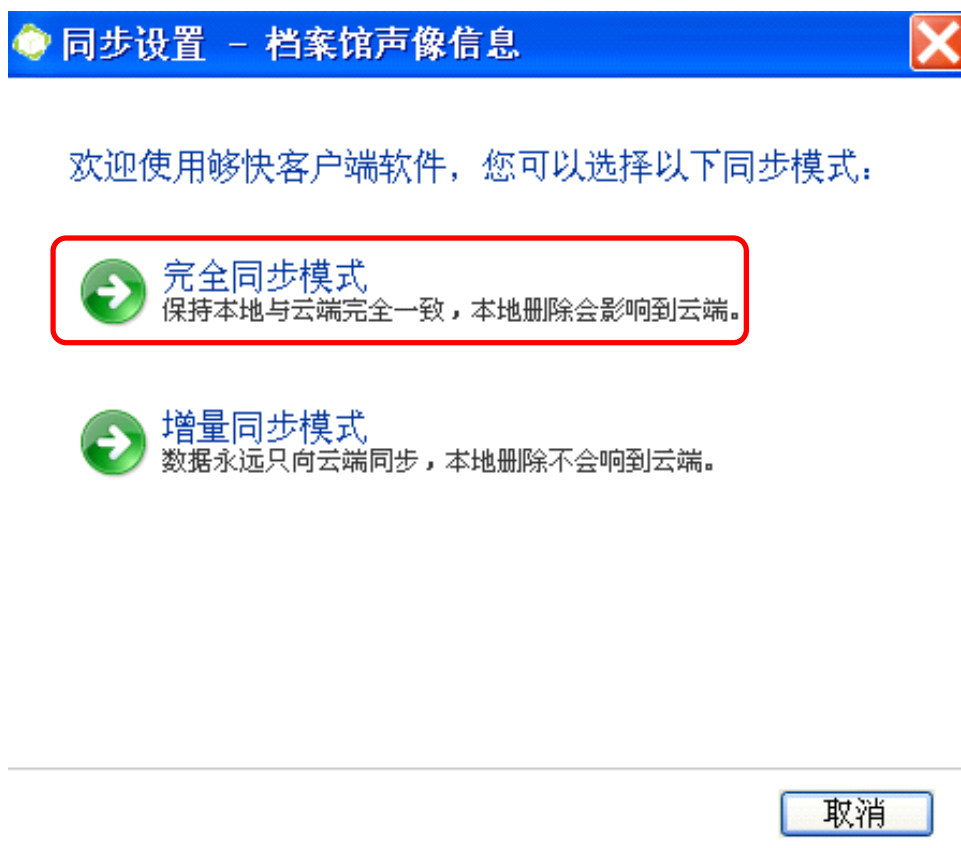 同步设置 - 档案馆声像信息
欢迎使用够快客户端软件，您可以选择以下同步模式：
完全同步模式
保持本地与云端完全一致，本地删除会影响到云端。
增量同步模式
数据永远只向云端同步，本地删除不会响到云端。
取消